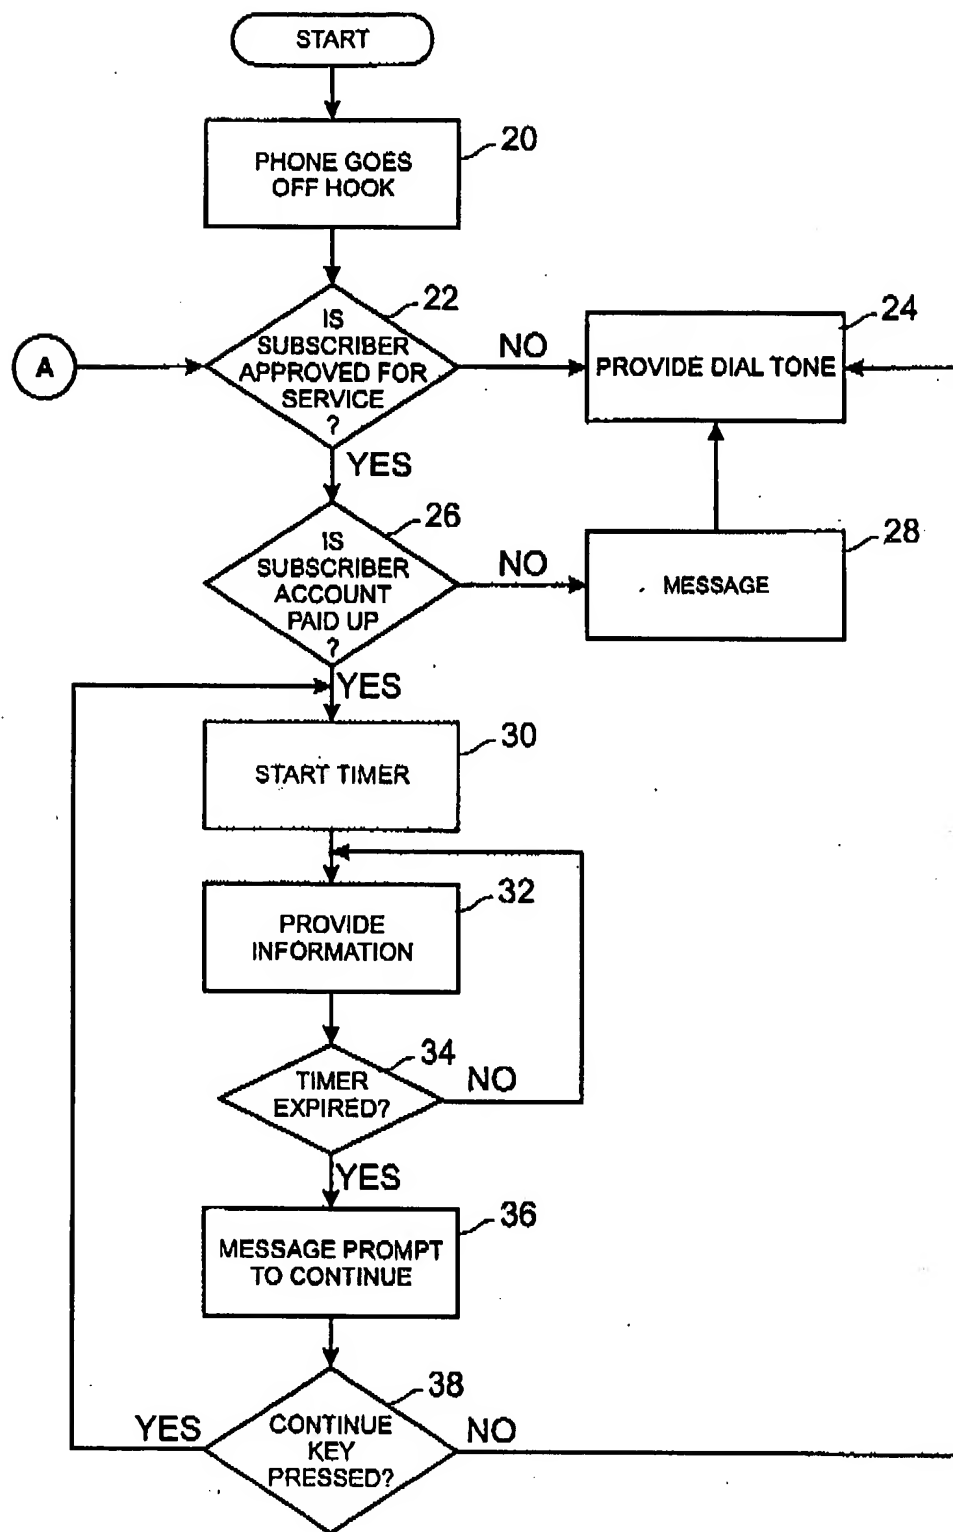 START
20
PHONE GOES
OFF HOOK
22
IS
SUBSCRIBER
APPROVED FOR
SERVICE
?
NO
24
PROVIDE DIAL TONE
A
YES
26
IS
SUBSCRIBER
ACCOUNT
PAID UP
?
NO
28
MESSAGE
YES
30
START TIMER
32
PROVIDE
INFORMATION
34
TIMER
EXPIRED?
NO
YES
36
MESSAGE PROMPT
TO CONTINUE
38
YES
CONTINUE
KEY
PRESSED?
NO